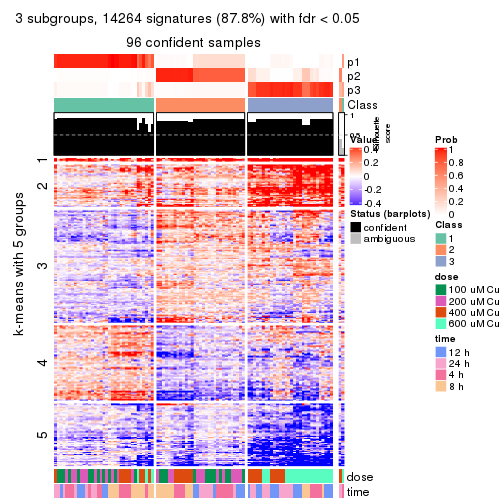 3 subgroups, 14264 signatures (87.8%) with fdr < 0.05
96 confident samples
p1
p2
p3
Class
1
Silhouette
score
k-means with 5 groups
1
2
3
4
5
dose
time
Value
0.4
0.2
0
-0.2
-0.4
Status (barplots)
confident
ambiguous
Prob
1
0.8
0.6
0.4
0.2
0
Class
1
2
3
dose
100 uM Cu
200 uM Cu
400 uM Cu
600 uM Cu
time
12 h
24 h
4 h
8 h